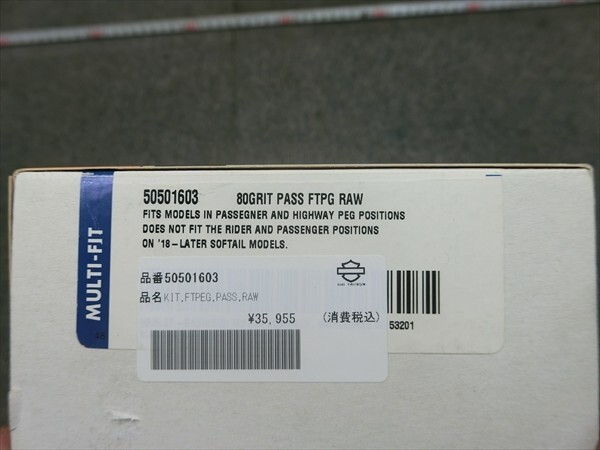 MULTI-FIT
50501603 80GRIT PASS FTPG RAW
FITS MODELS IN PASSEGNER AND HIGHWAY PEG POSITIONS
DOES NOT FIT THE RIDER AND PASSENGER POSITIONS
ON '18-LATER SOFTAIL MODELS.
品番50501603
品名KIT,FTPEG,PASS,RAW
¥35,955 (消費税込)
53201